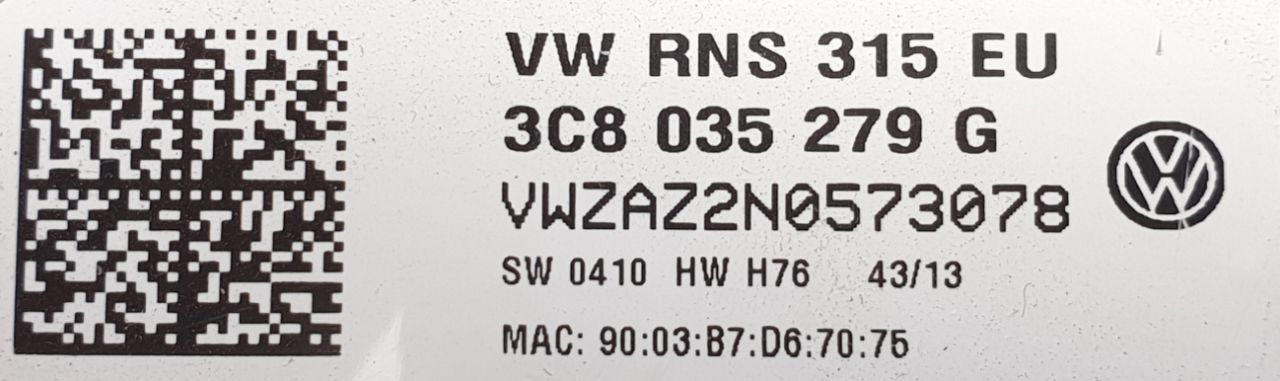 VW RNS 315 EU
3C8 035 279 G
VWZAZ2N0573078
SW 0410 HW H76 43/13
MAC: 90:03:B7:D6:70:75